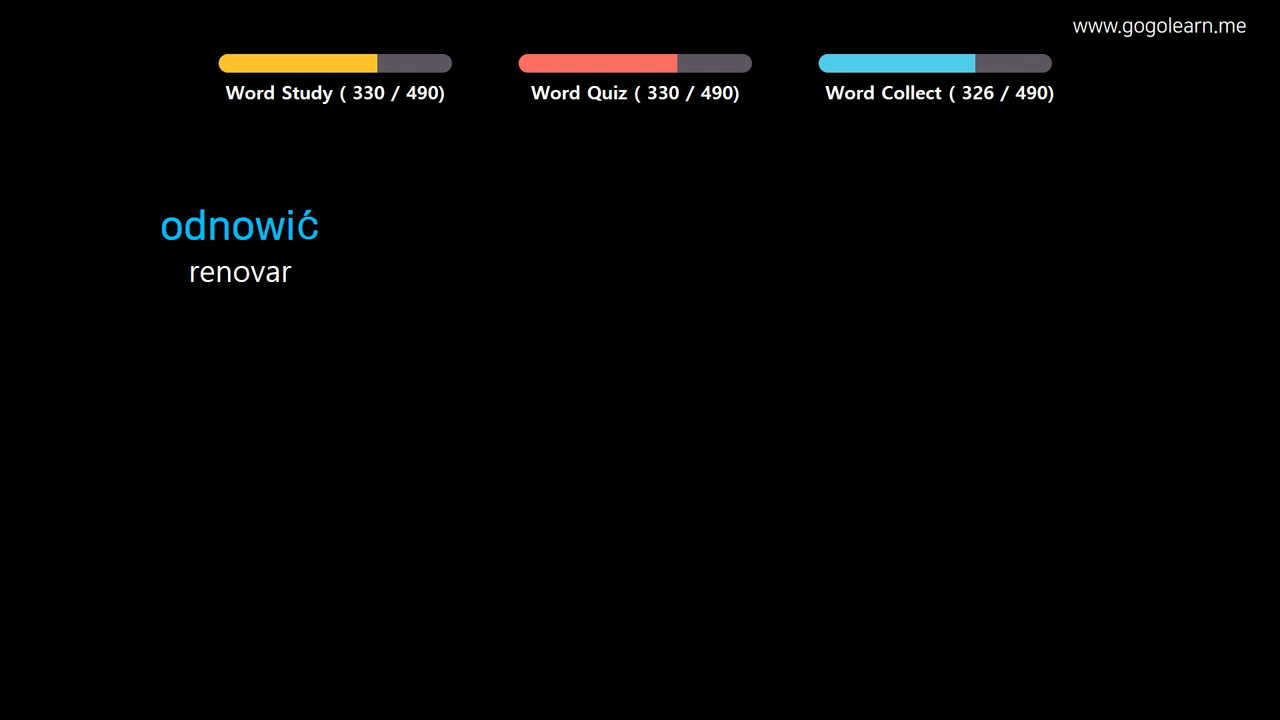 www.gogolearn.me
Word Study ( 330 / 490)
Word Quiz ( 330 / 490)
Word Collect ( 326 / 490)
odnowić
renovar